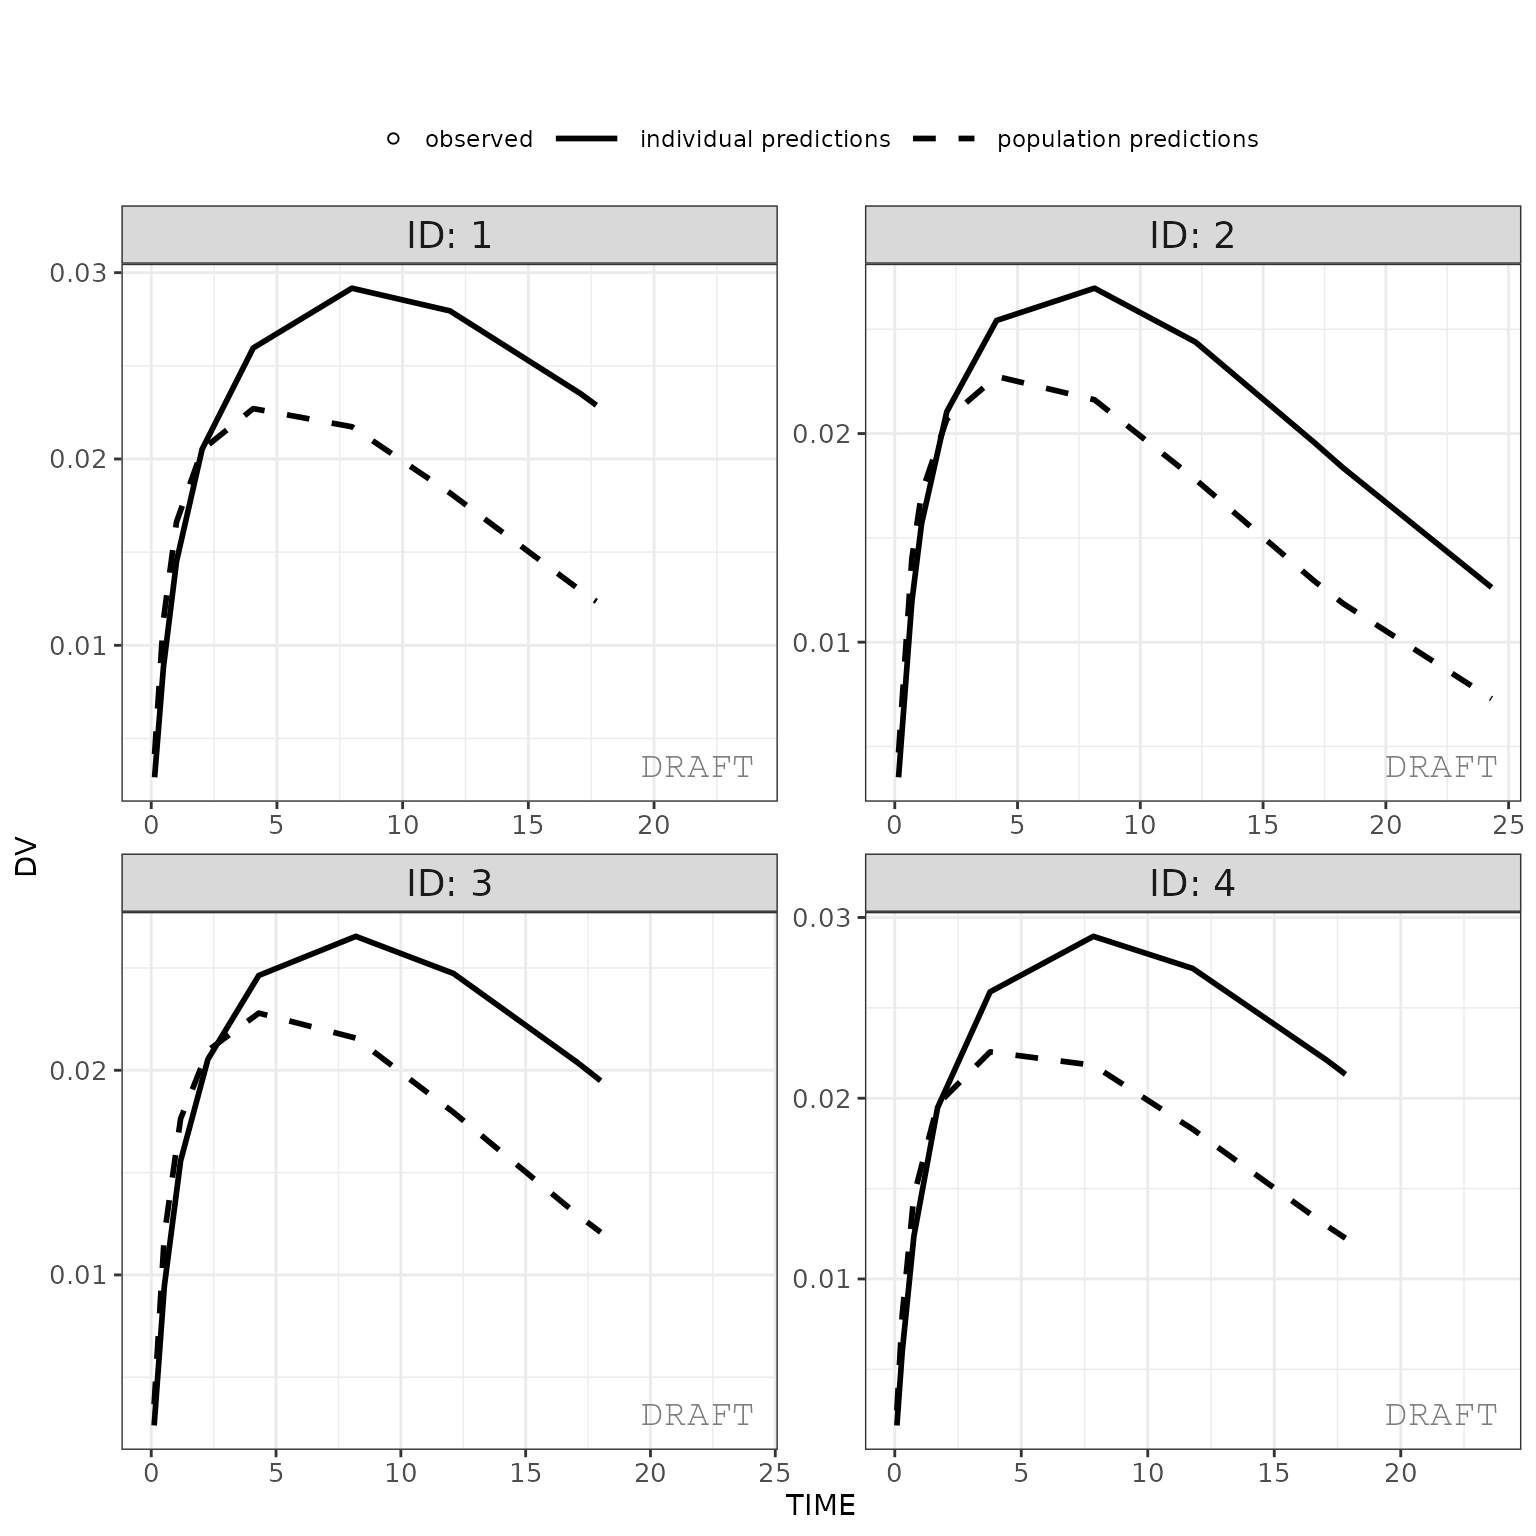 observed individual predictions population predictions
ID: 1
0.03
0.02
0.01
DRAFT
0 5 10 15 20
ID: 2
0.02
0.01
DRAFT
0 5 10 15 20 25
DV
ID: 3
0.02
0.01
DRAFT
0 5 10 15 20 25
ID: 4
0.03
0.02
0.01
DRAFT
0 5 10 15 20
TIME